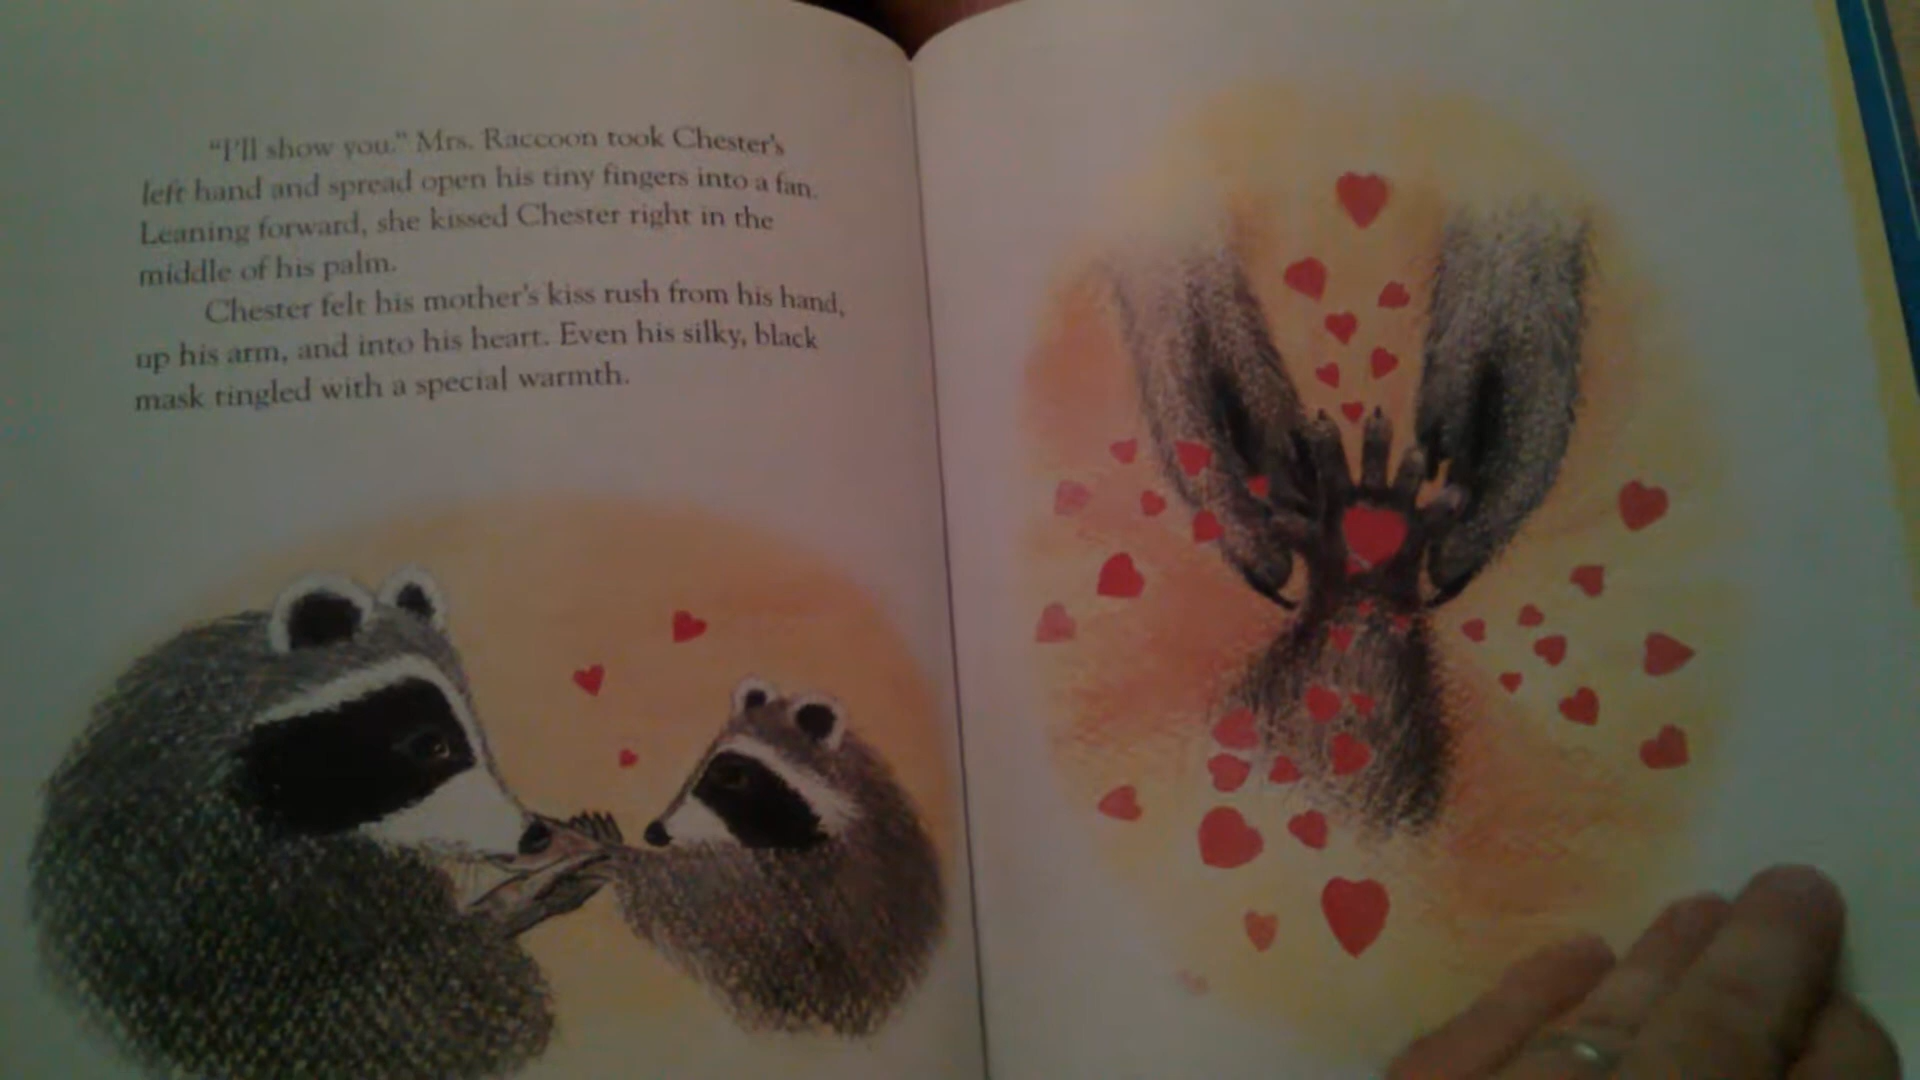 "I'll show you." Mrs. Raccoon took Chester's
left hand and spread open his tiny fingers into a fan.
Leaning forward, she kissed Chester right in the
middle of his palm.
Chester felt his mother's kiss rush from his hand,
up his arm, and into his heart. Even his silky, black
mask tingled with a special warmth.